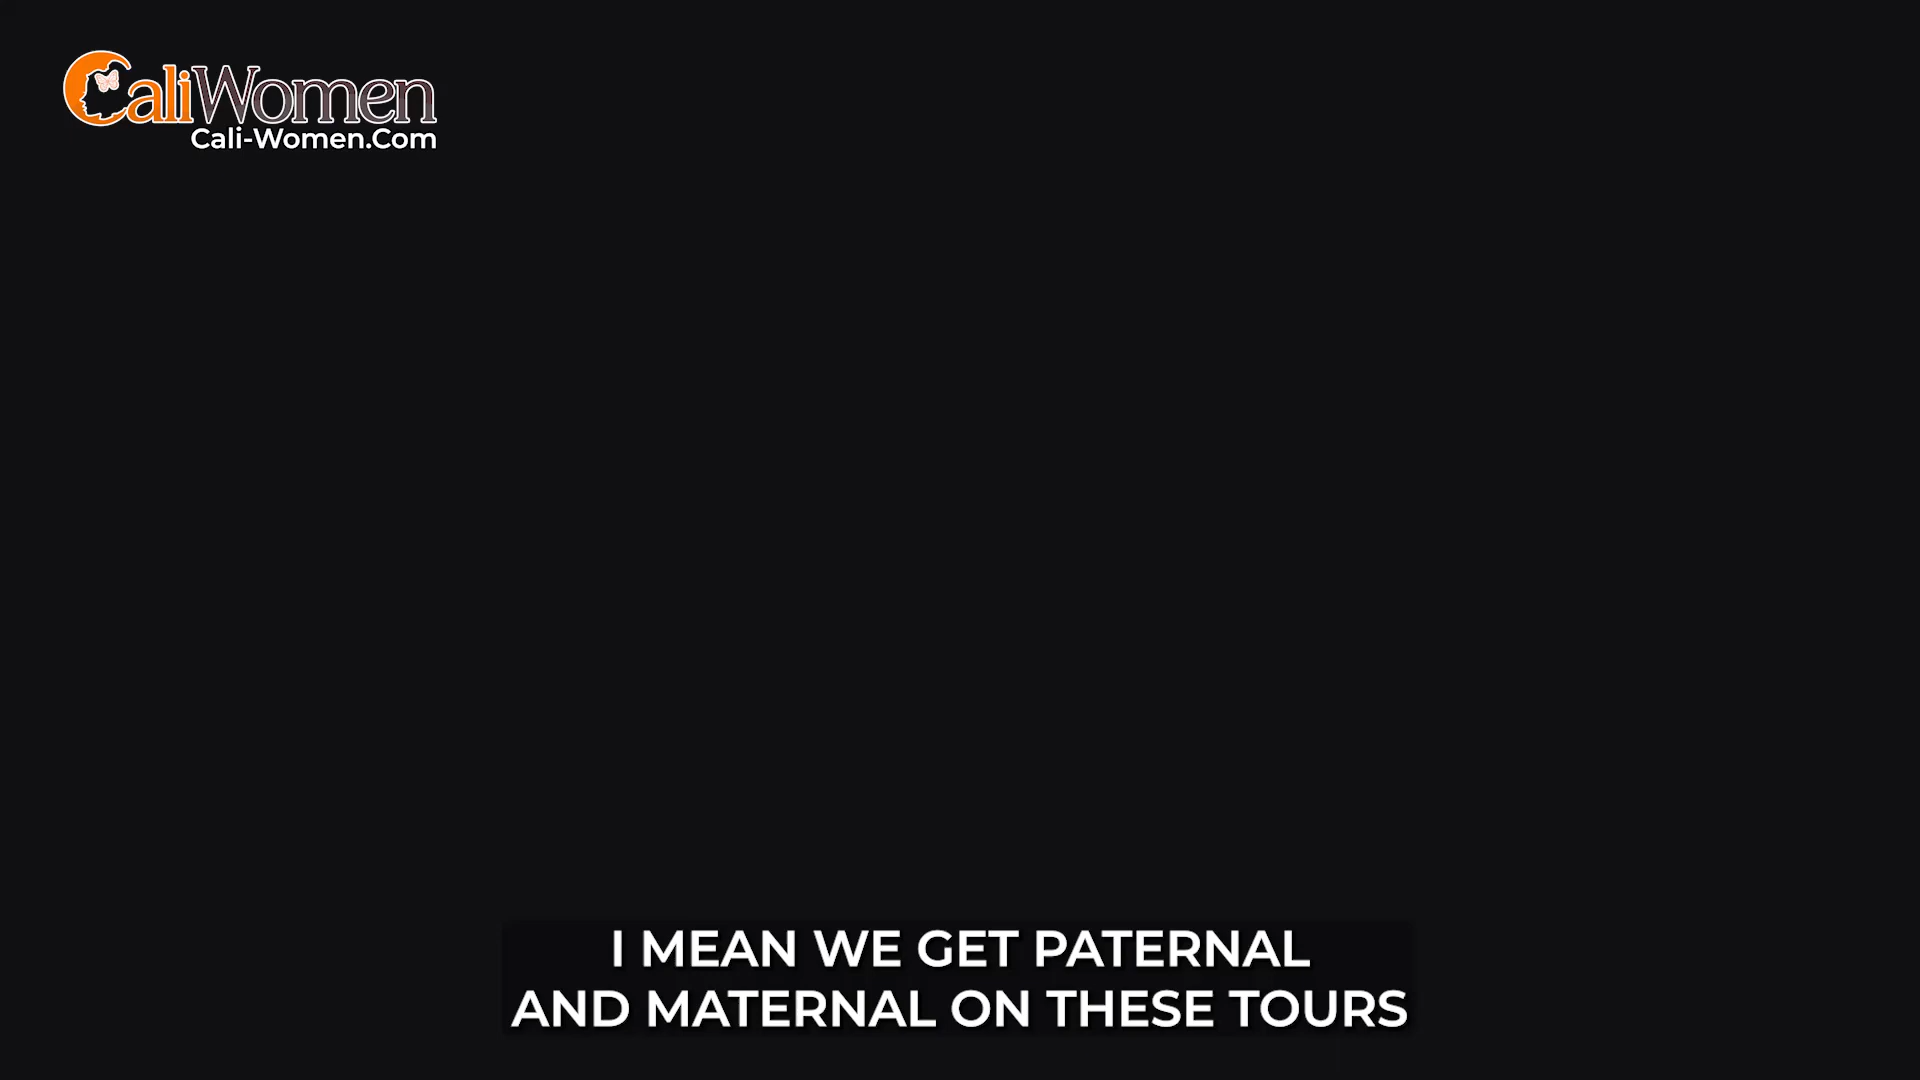 CaliWomen
Cali-Women.Com
I MEAN WE GET PATERNAL
AND MATERNAL ON THESE TOURS